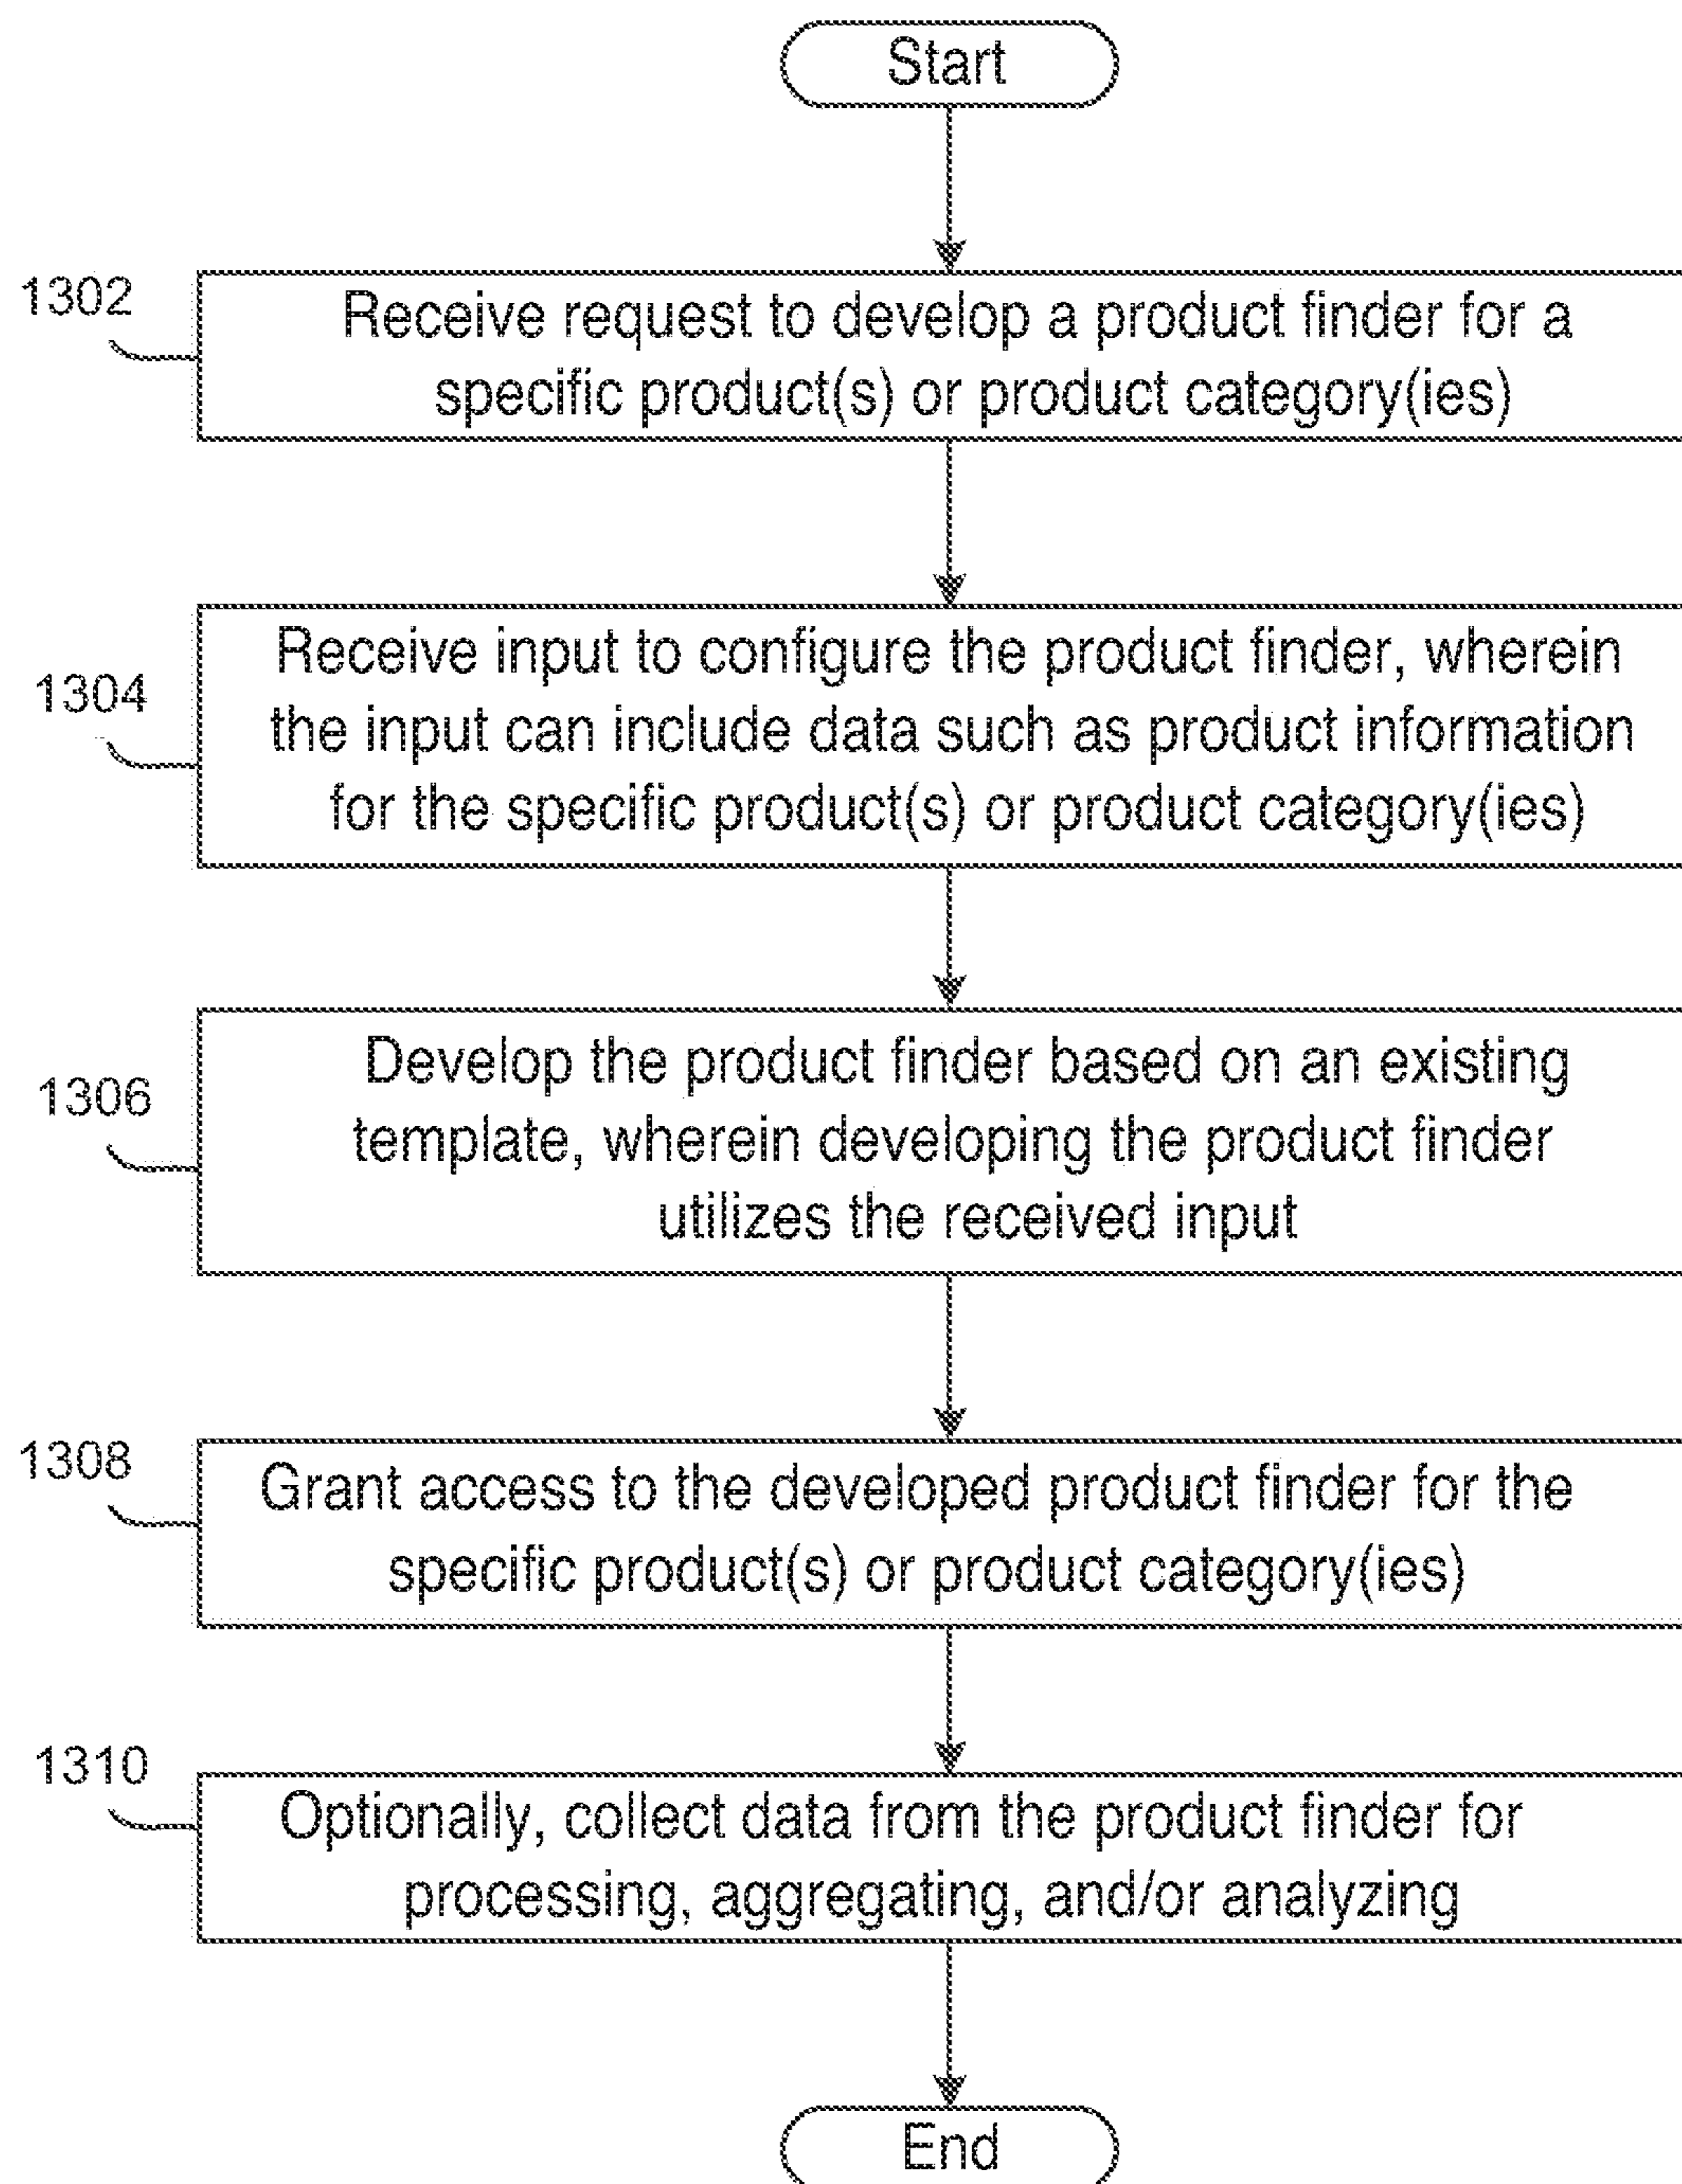 Start
1302
Receive request to develop a product finder for a
specific product(s) or product category(ies)
1304
Receive input to configure the product finder, wherein
the input can include data such as product information
for the specific product(s) or product category(ies)
1306
Develop the product finder based on an existing
template, wherein developing the product finder
utilizes the received input
1308
Grant access to the developed product finder for the
specific product(s) or product category(ies)
1310
Optionally, collect data from the product finder for
processing, aggregating, and/or analyzing
End